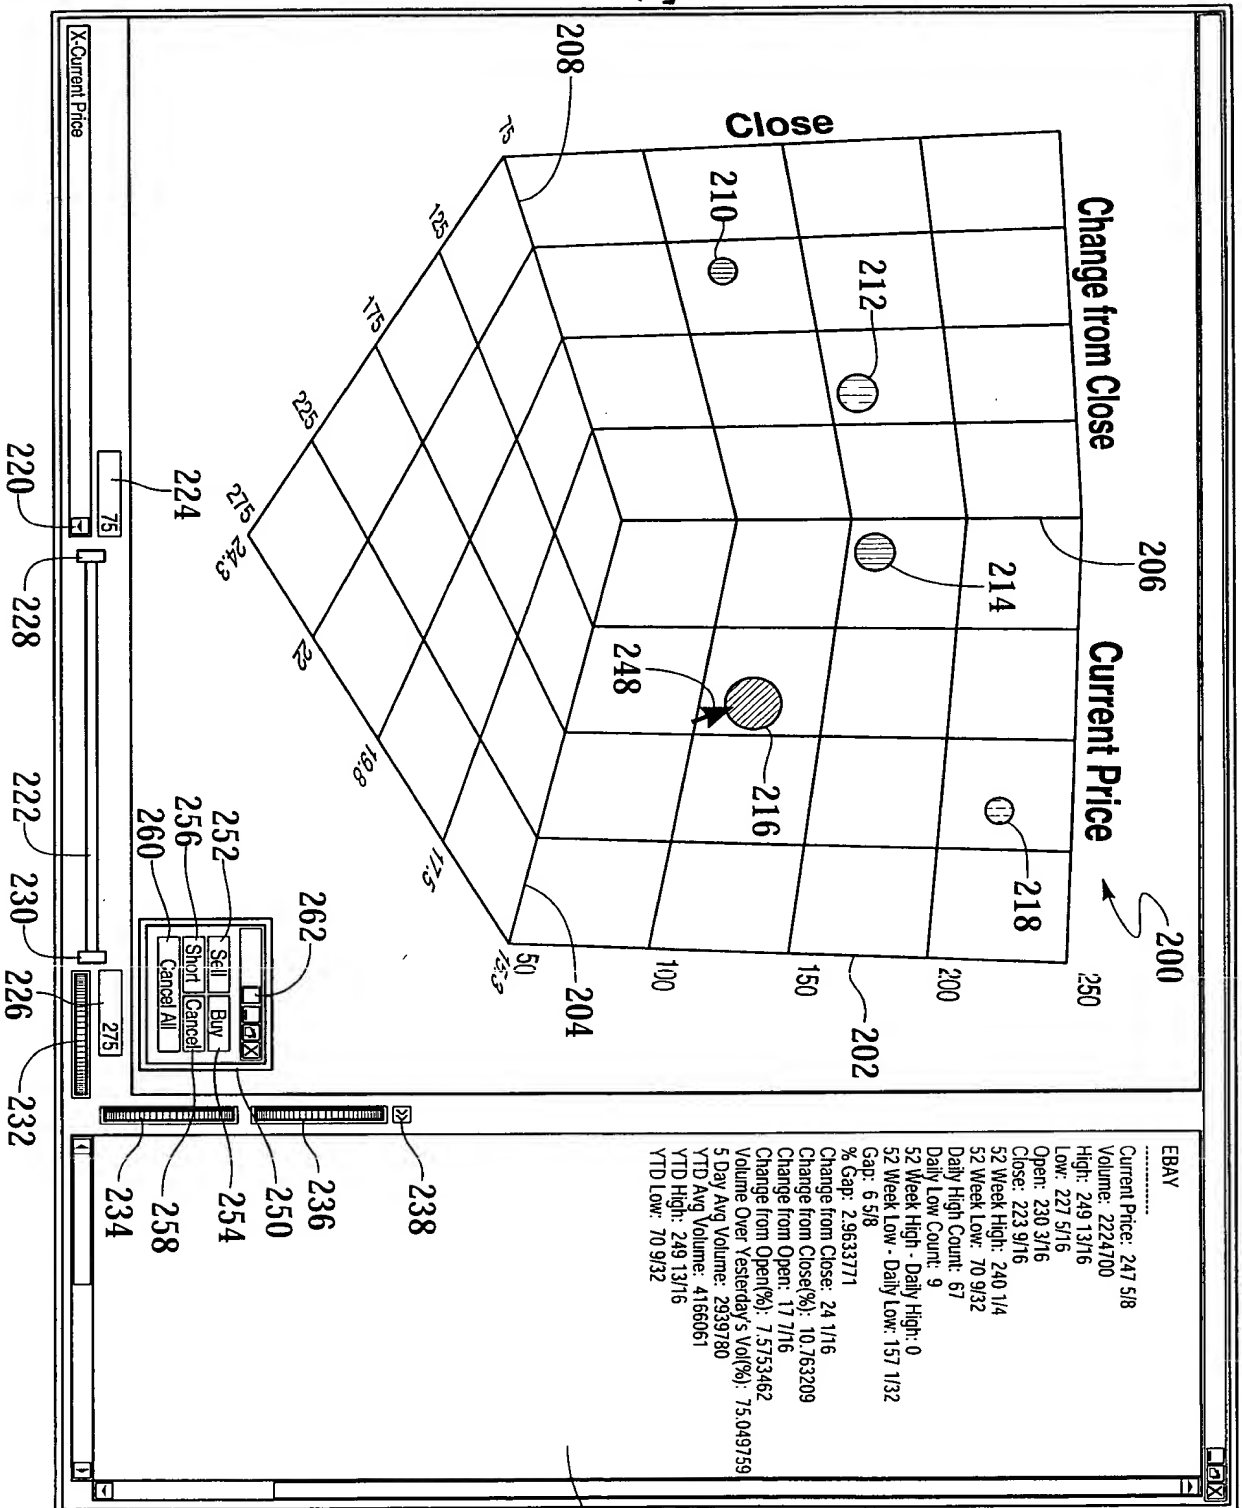 200
Change from Close
Current Price
Close
206
208
210
212
214
216
218
248
202
204
250
200
150
100
50
75
125
175
225
275
24.3
22
19.8
17.5
262
252
256
260
Sell
Buy
Short
Cancel
Cancel All
250
254
258
X-Current Price
75
275
220
224
228
222
230
226
232
234
236
238
EBAY
------------
Current Price: 247 5/8
Volume: 2224700
High: 249 13/16
Low: 227 5/16
Open: 230 3/16
Close: 223 9/16
52 Week High: 240 1/4
52 Week Low: 70 9/32
Daily High Count: 67
Daily Low Count: 9
52 Week High - Daily High: 0
52 Week Low - Daily Low: 157 1/32
Gap: 6 5/8
% Gap: 2.9633771
Change from Close: 24 1/16
Change from Close(%): 10.763209
Change from Open: 17 7/16
Change from Open(%): 7.5753462
Volume Over Yesterday's Vol(%): 75.049759
5 Day Avg Volume: 2939780
YTD Avg Volume: 4166061
YTD High: 249 13/16
YTD Low: 70 9/32